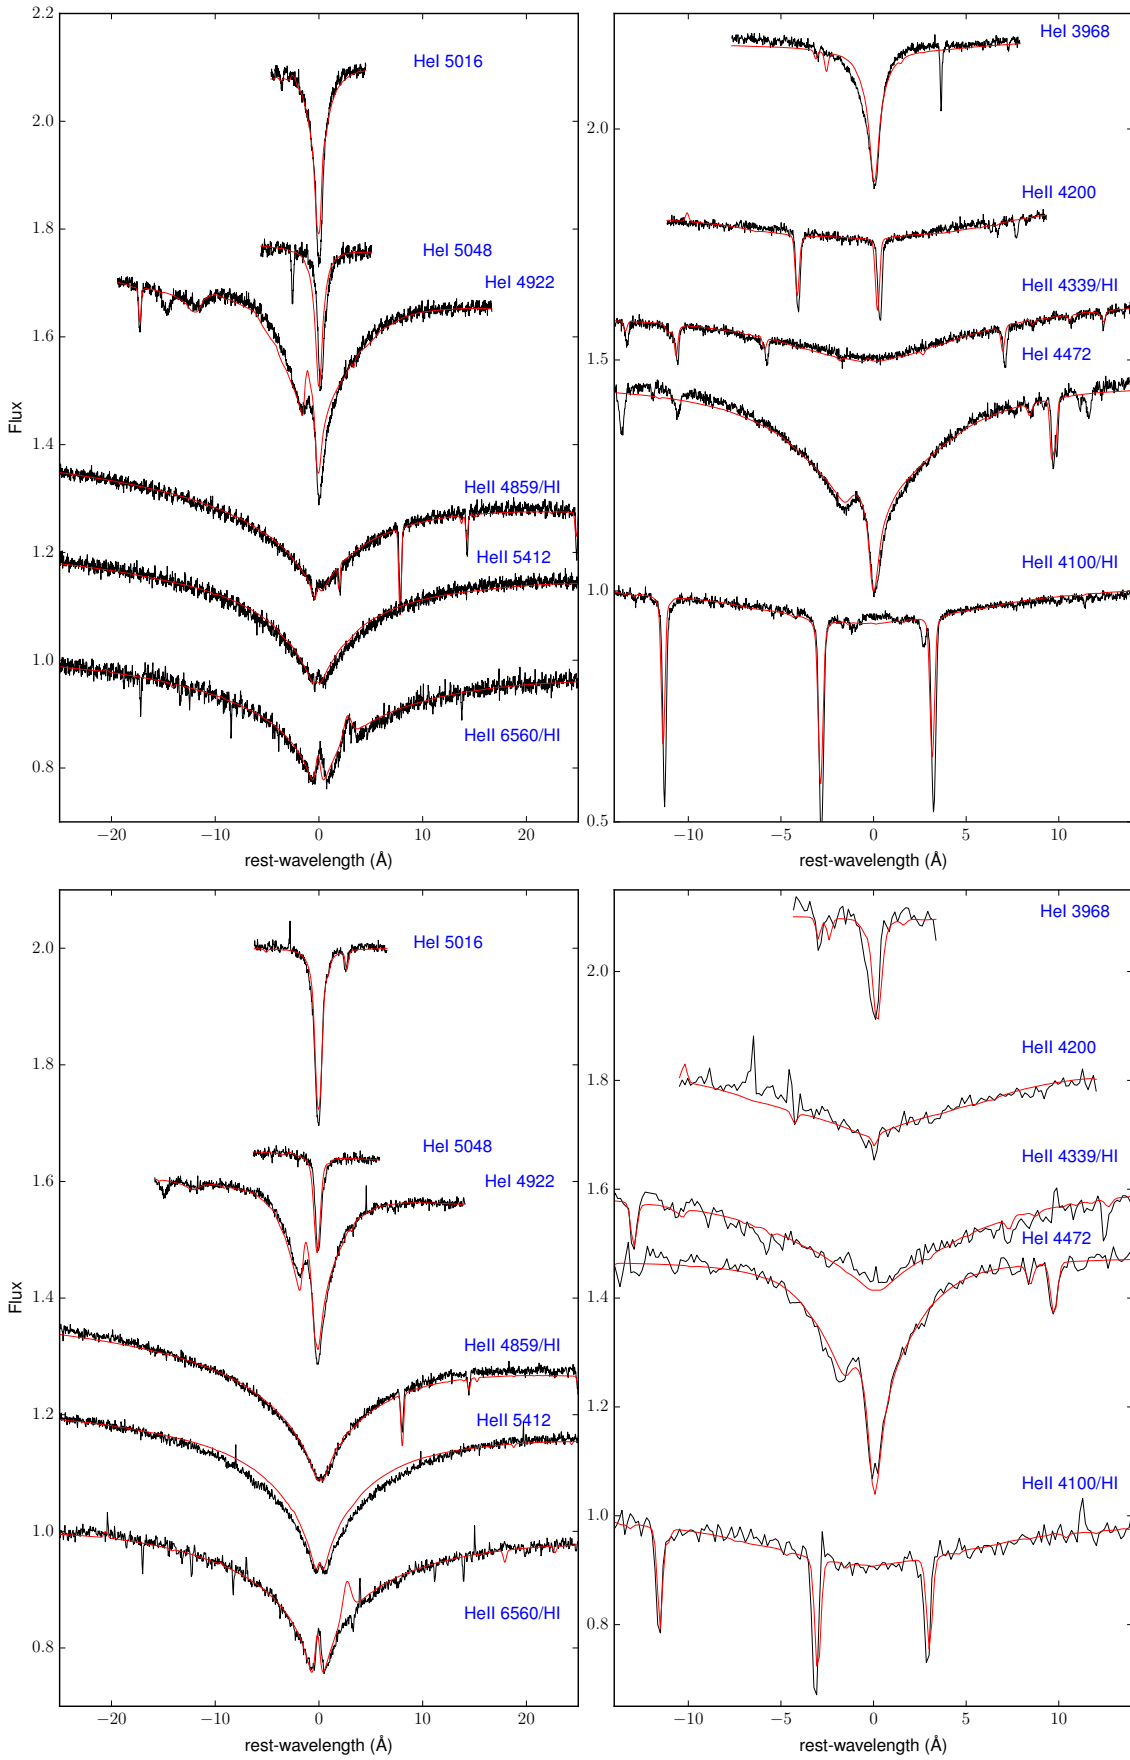 2.2
2.0
1.8
1.6
1.4
1.2
1.0
0.8
Flux
HeI 5016
HeI 5048
HeI 4922
HeII 4859/HI
HeII 5412
HeII 6560/HI
−20 −10 0 10 20
rest-wavelength (Å)
2.0
1.5
1.0
0.5
HeI 3968
HeII 4200
HeII 4339/HI
HeI 4472
HeII 4100/HI
−10 −5 0 5 10
rest-wavelength (Å)
2.0
1.8
1.6
1.4
1.2
1.0
0.8
Flux
HeI 5016
HeI 5048
HeI 4922
HeII 4859/HI
HeII 5412
HeII 6560/HI
−20 −10 0 10 20
rest-wavelength (Å)
2.0
1.8
1.6
1.4
1.2
1.0
0.8
HeI 3968
HeII 4200
HeII 4339/HI
HeI 4472
HeII 4100/HI
−10 −5 0 5 10
rest-wavelength (Å)